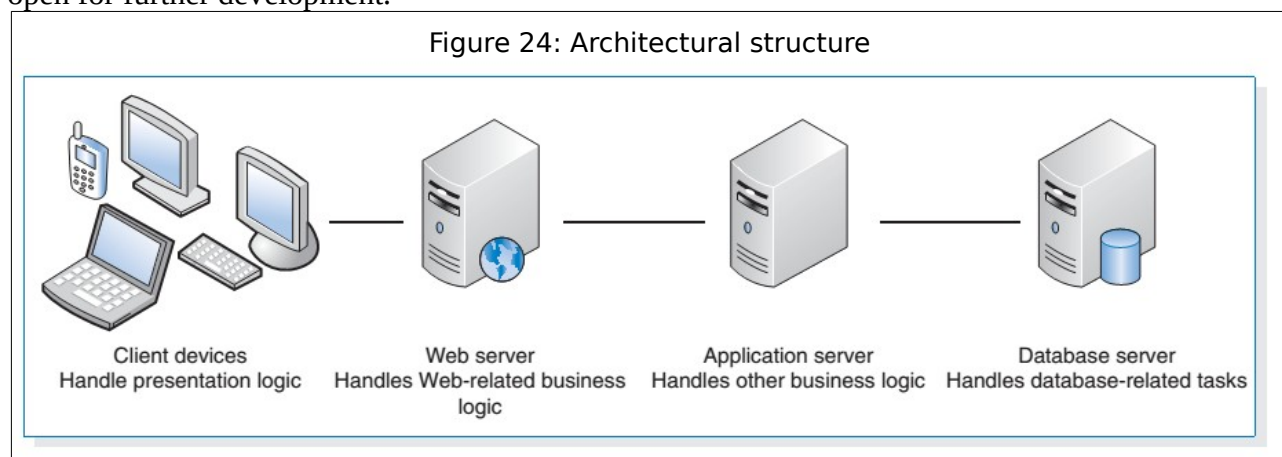 open for further development.
Figure 24: Architectural structure
Client devices
Handle presentation logic
Web server
Handles Web-related business
logic
Application server
Handles other business logic
Database server
Handles database-related tasks